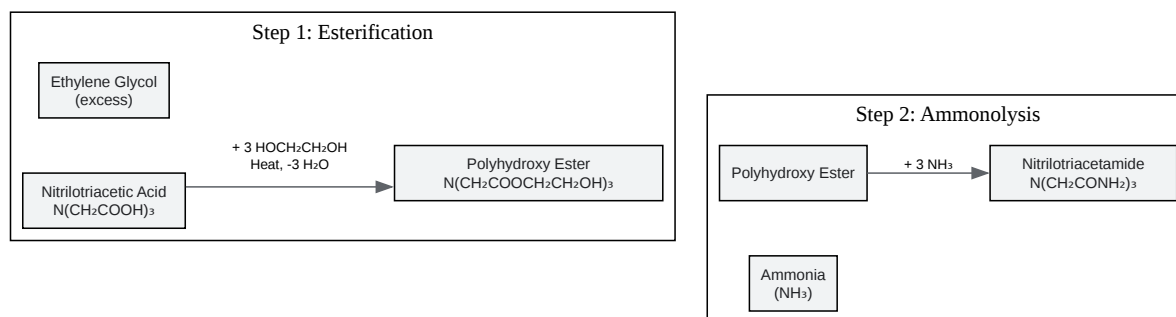 Step 1: Esterification
Ethylene Glycol
(excess)
+ 3 HOCH₂CH₂OH
Heat, -3 H₂O
Nitrilotriacetic Acid
N(CH₂COOH)₃
Polyhydroxy Ester
N(CH₂COOCH₂CH₂OH)₃
Step 2: Ammonolysis
Polyhydroxy Ester
+ 3 NH₃
Nitrilotriacetamide
N(CH₂CONH₂)₃
Ammonia
(NH₃)